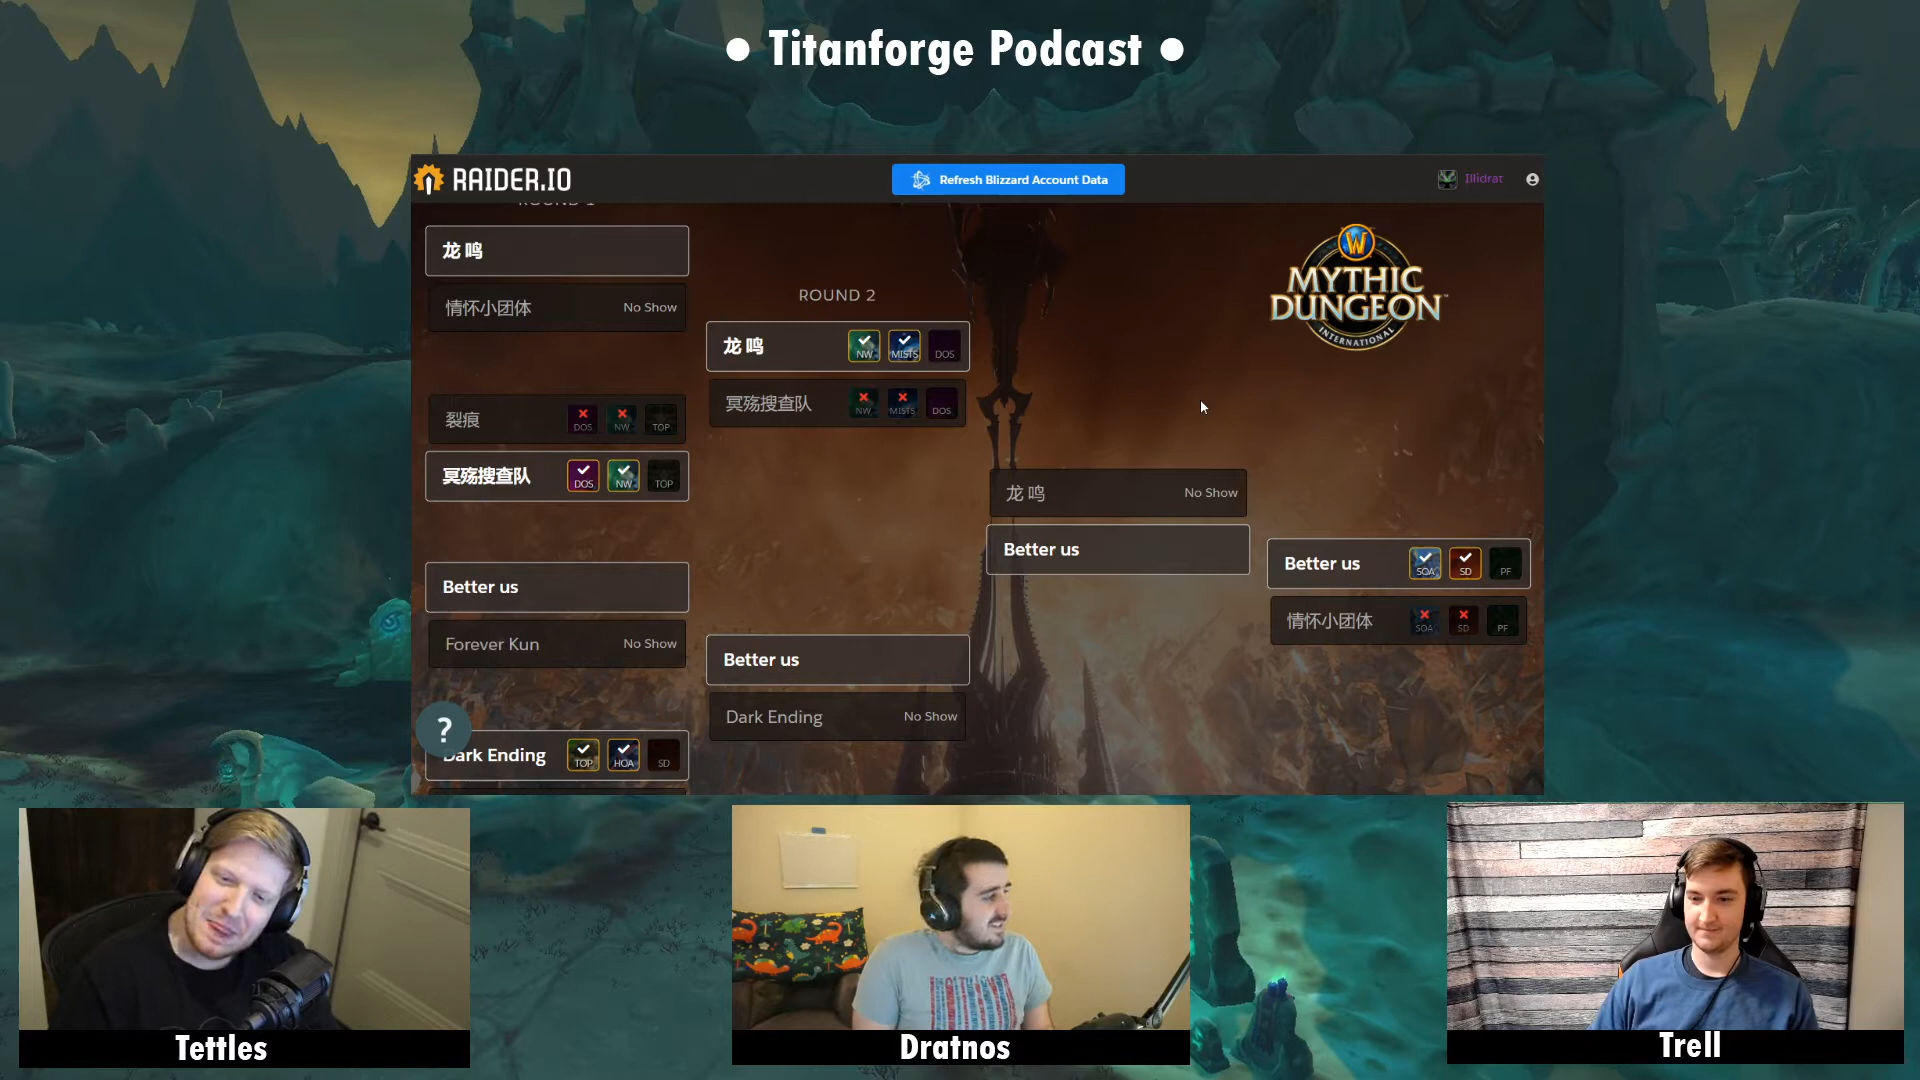 • Titanforge Podcast •
RAIDER.IO
Refresh Blizzard Account Data
Illidrat
ROUND 1
龙鸣
情怀小团体 No Show
裂痕 DOS NW TOP
冥殇搜查队 DOS NW TOP
Better us
Forever Kun No Show
?
Dark Ending TOP HOA SD
ROUND 2
龙鸣 NW MISTS DOS
冥殇搜查队 NW MISTS DOS
Better us
Dark Ending No Show
龙鸣 No Show
Better us
Better us SOA SD PF
情怀小团体 SOA SD PF
W
MYTHIC
DUNGEON
INTERNATIONAL
Tettles
Dratnos
Trell